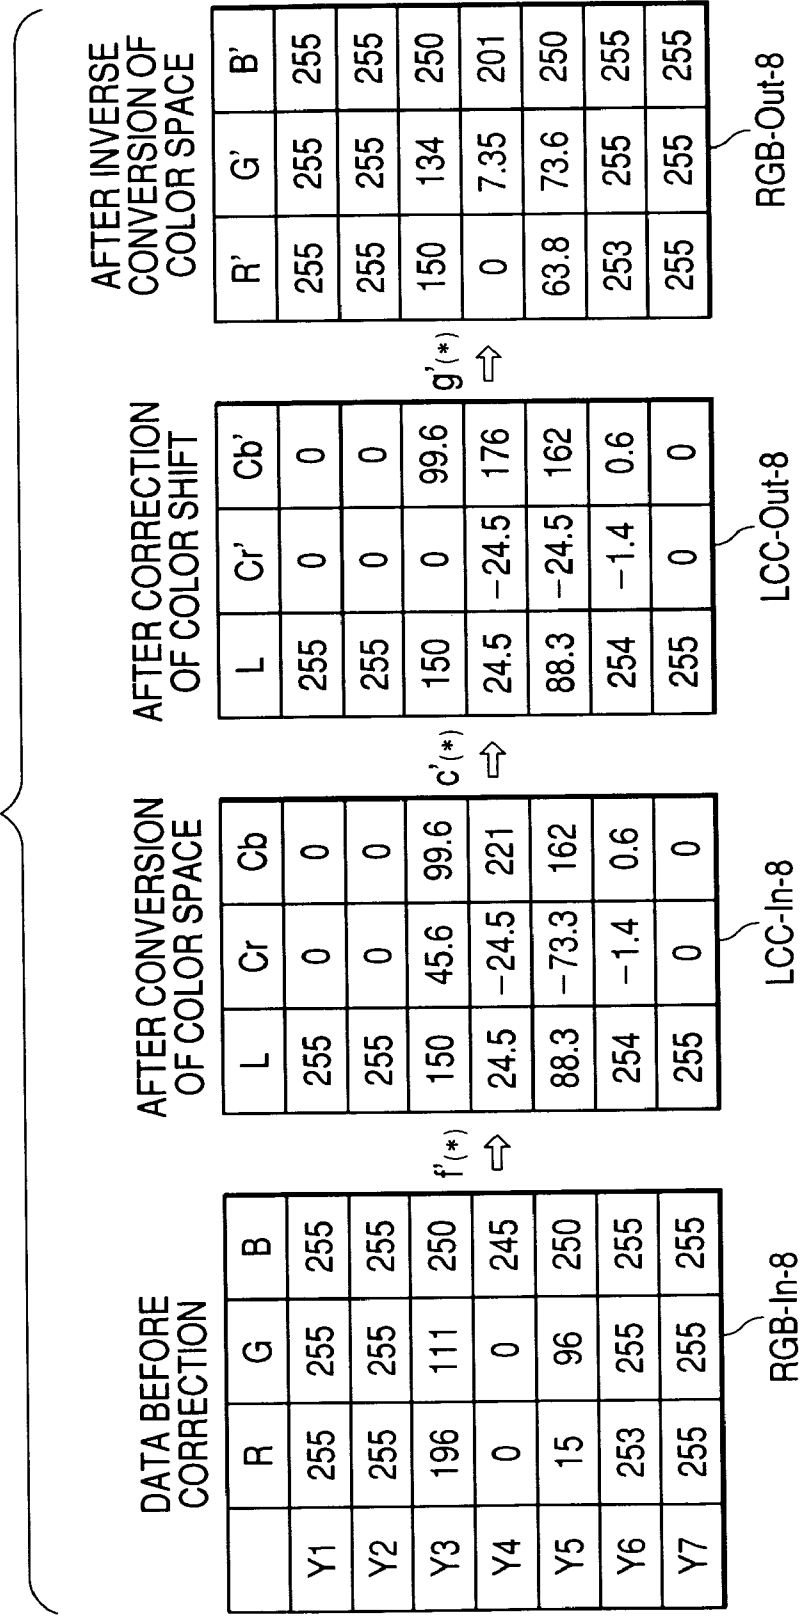 DATA BEFORE
CORRECTION
R G B
Y1 255 255 255
Y2 255 255 255
Y3 196 111 250
Y4 0 0 245
Y5 15 96 250
Y6 253 255 255
Y7 255 255 255
RGB-In-8
f'(*)
⇨
AFTER CONVERSION
OF COLOR SPACE
L Cr Cb
255 0 0
255 0 0
150 45.6 99.6
24.5 −24.5 221
88.3 −73.3 162
254 −1.4 0.6
255 0 0
LCC-In-8
c'(*)
⇨
AFTER CORRECTION
OF COLOR SHIFT
L Cr' Cb'
255 0 0
255 0 0
150 0 99.6
24.5 −24.5 176
88.3 −24.5 162
254 −1.4 0.6
255 0 0
LCC-Out-8
g'(*)
⇨
AFTER INVERSE
CONVERSION OF
COLOR SPACE
R' G' B'
255 255 255
255 255 255
150 134 250
0 7.35 201
63.8 73.6 250
253 255 255
255 255 255
RGB-Out-8